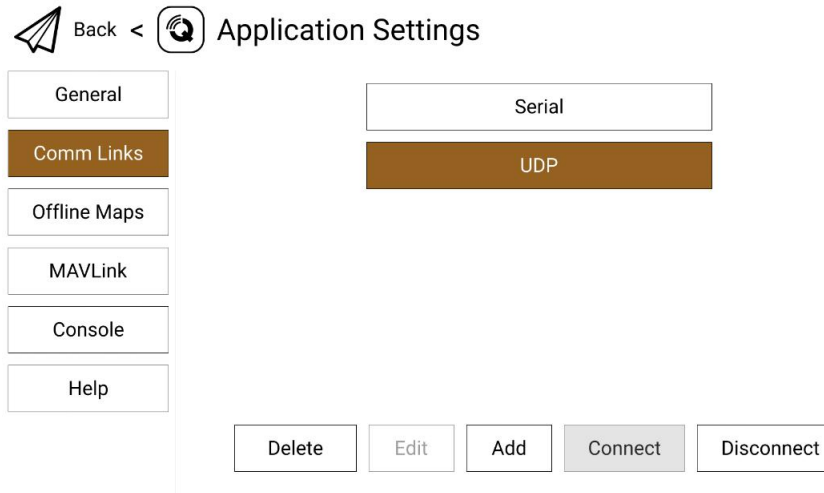 Back < Application Settings
General
Comm Links
Offline Maps
MAVLink
Console
Help
Serial
UDP
Delete Edit Add Connect Disconnect